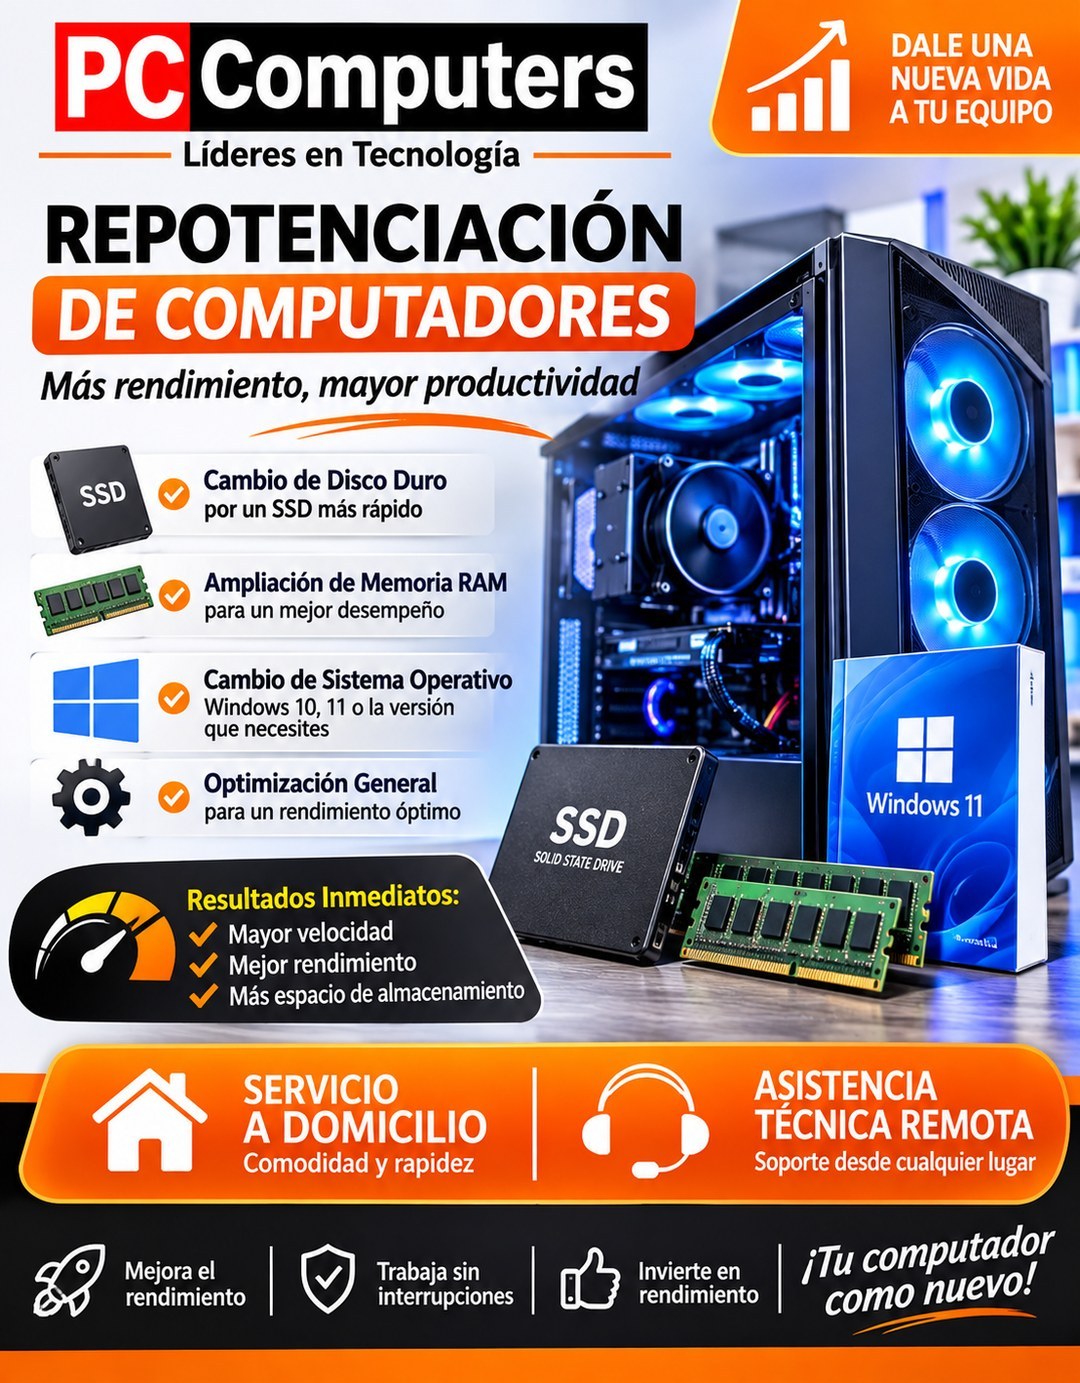 PC Computers
Líderes en Tecnología
DALE UNA
NUEVA VIDA
A TU EQUIPO
REPOTENCIACIÓN
DE COMPUTADORES
Más rendimiento, mayor productividad
SSD
Cambio de Disco Duro
por un SSD más rápido
Ampliación de Memoria RAM
para un mejor desempeño
Cambio de Sistema Operativo
Windows 10, 11 o la versión
que necesites
Optimización General
para un rendimiento óptimo
SSD
SOLID STATE DRIVE
Windows 11
Resultados Inmediatos:
Mayor velocidad
Mejor rendimiento
Más espacio de almacenamiento
SERVICIO
A DOMICILIO
Comodidad y rapidez
ASISTENCIA
TÉCNICA REMOTA
Soporte desde cualquier lugar
Mejora el
rendimiento
Trabaja sin
interrupciones
Invierte en
rendimiento
¡Tu computador
como nuevo!